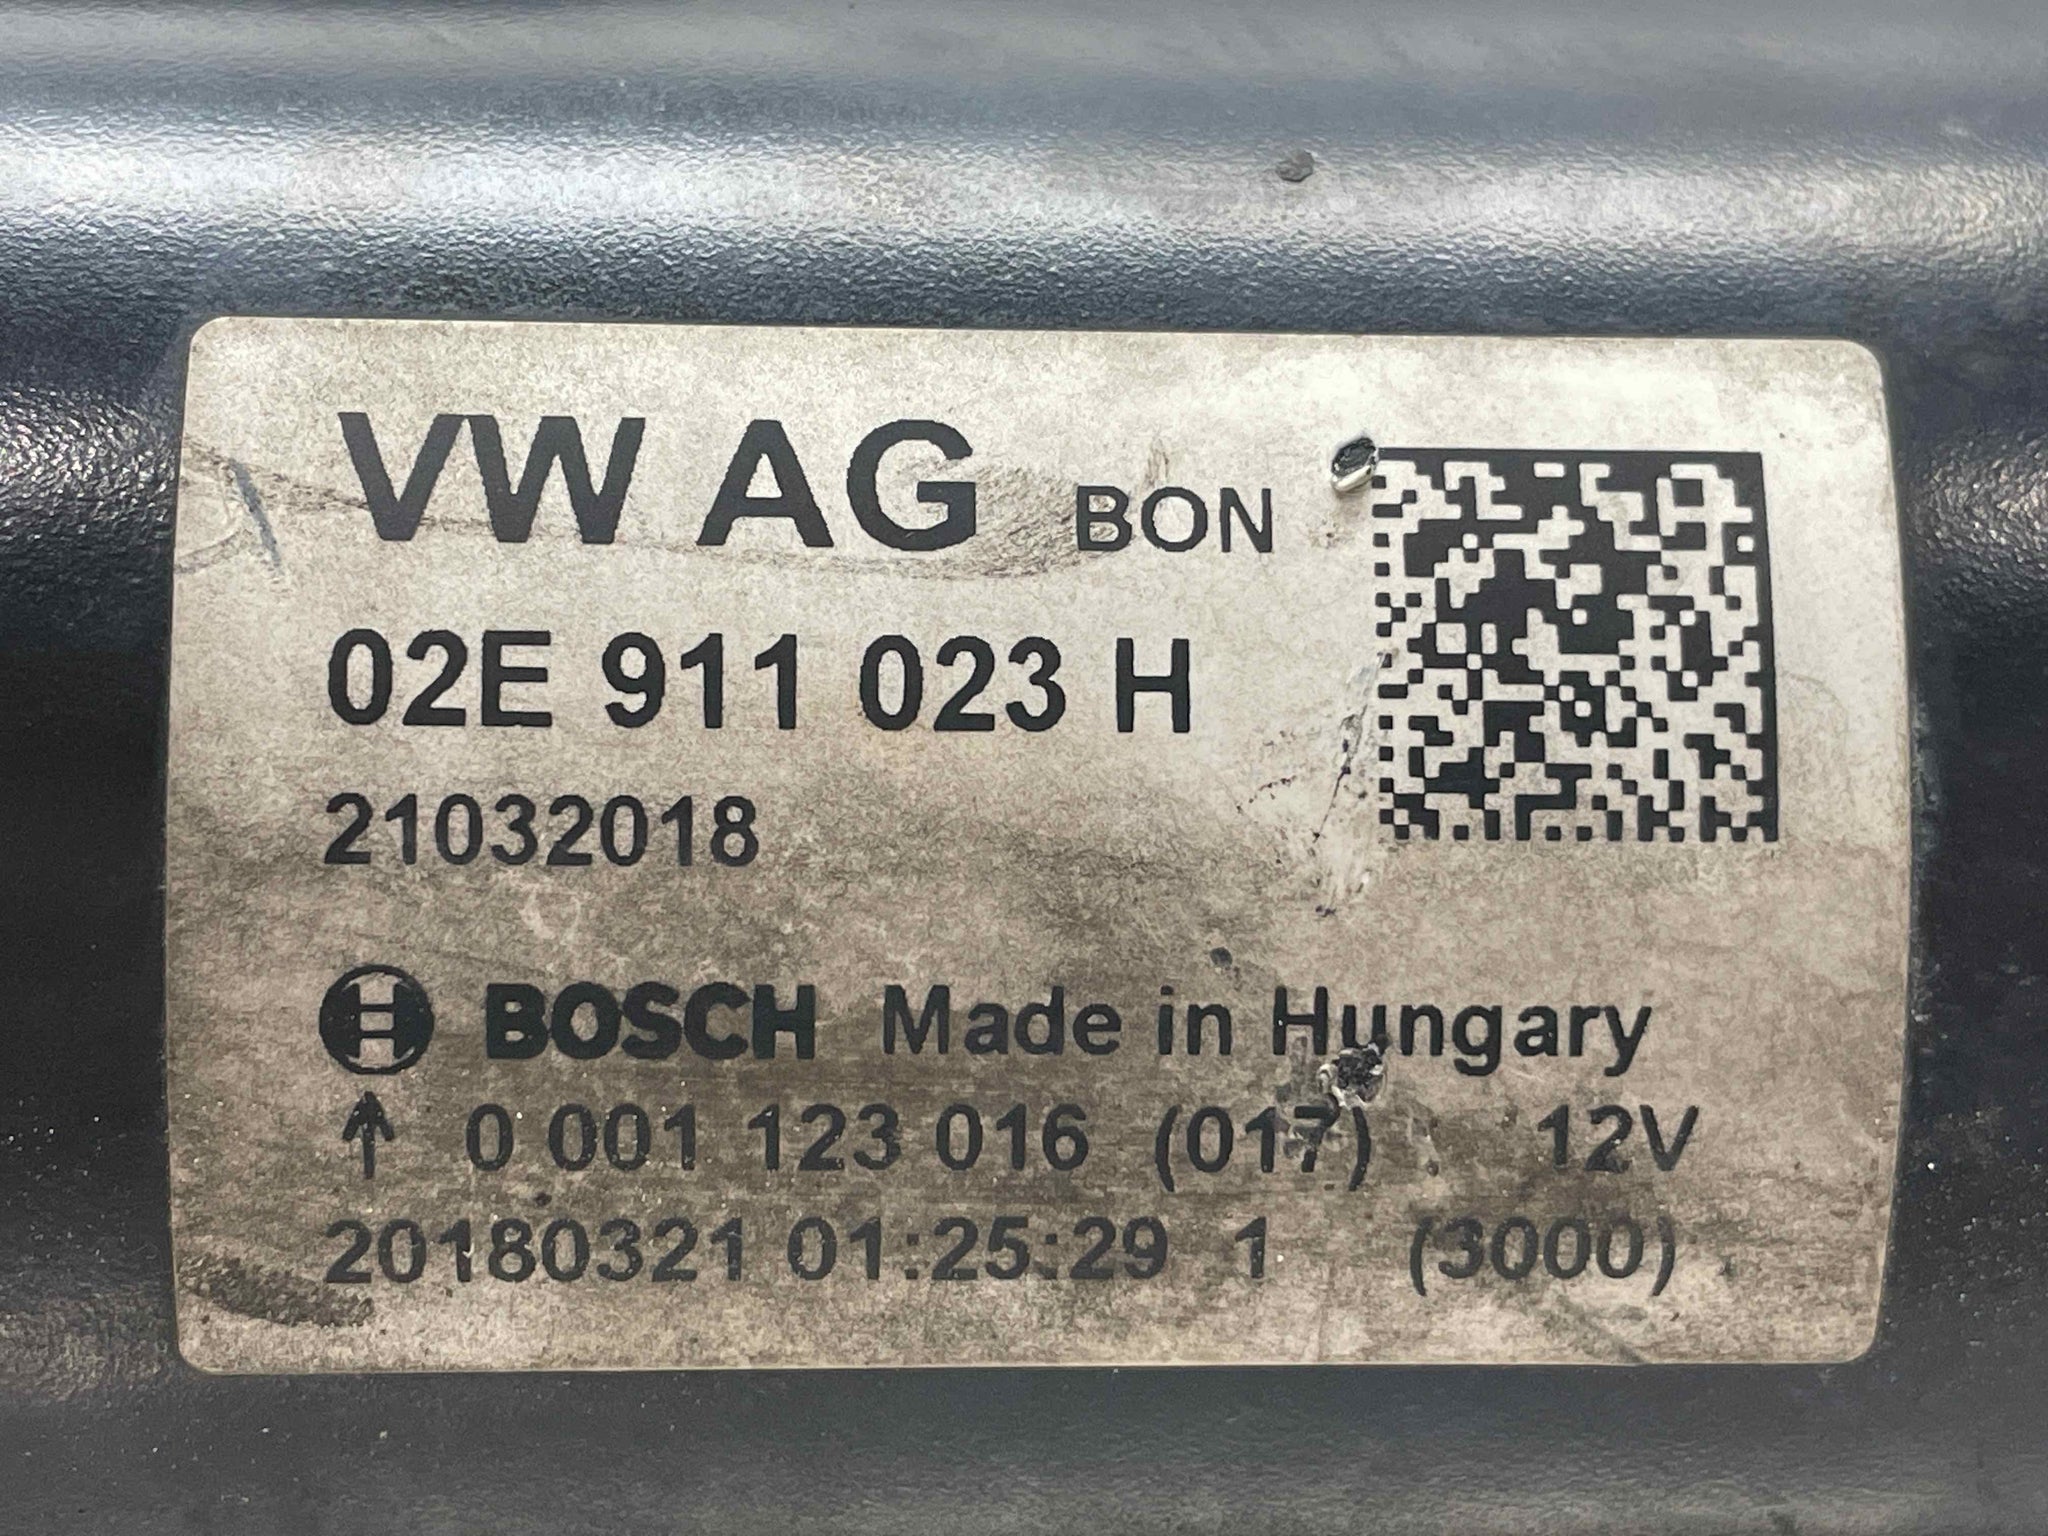 VW AG BON
02E 911 023 H
21032018
BOSCH Made in Hungary
↑ 0 001 123 016 (017) 12V
20180321 01:25:29 1 (3000)